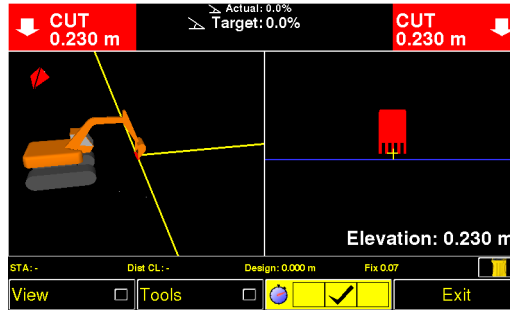 CUT
0.230 m
Actual: 0.0%
Target: 0.0%
CUT
0.230 m
Elevation: 0.230 m
STA: - Dist CL: - Design: 0.000 m Fix 0.07
View Tools Exit